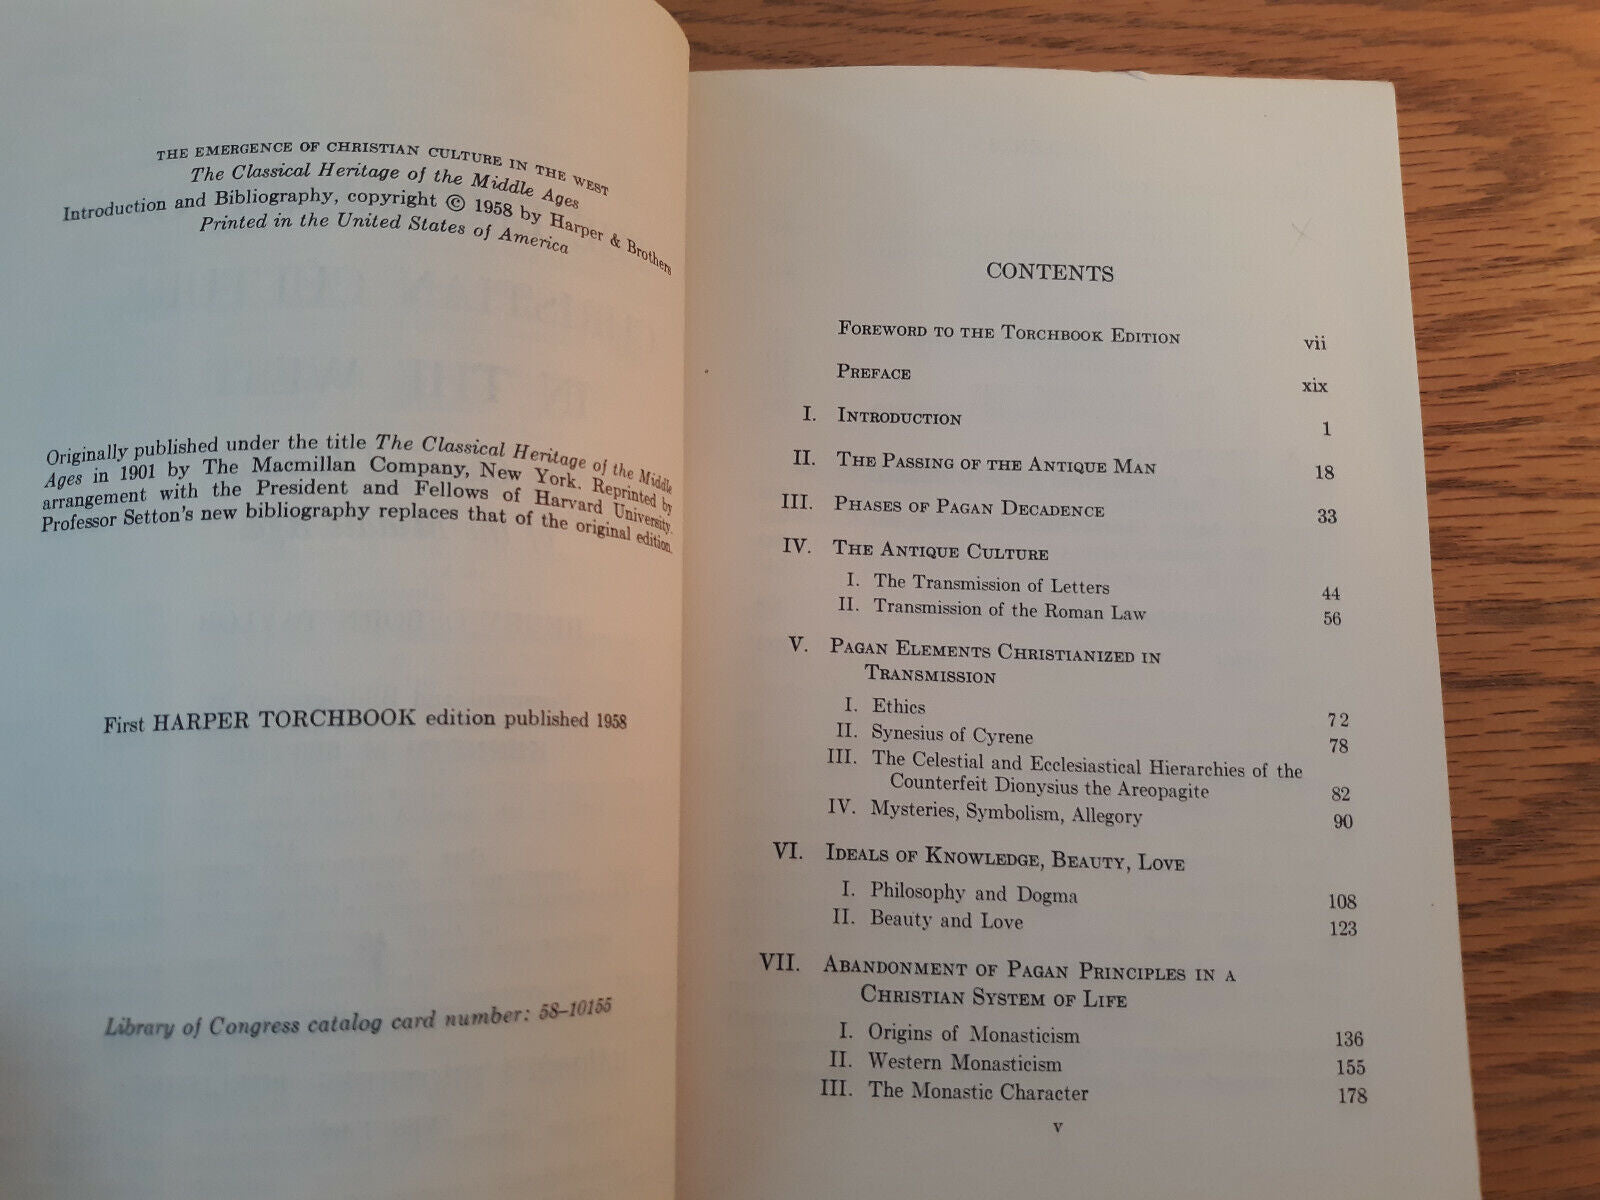 THE EMERGENCE OF CHRISTIAN CULTURE IN THE WEST
The Classical Heritage of the Middle Ages
Introduction and Bibliography, copyright © 1958 by Harper & Brothers
Printed in the United States of America
Originally published under the title The Classical Heritage of the Middle
Ages in 1901 by The Macmillan Company, New York. Reprinted by
arrangement with the President and Fellows of Harvard University.
Professor Setton's new bibliography replaces that of the original edition.
First HARPER TORCHBOOK edition published 1958
Library of Congress catalog card number: 58-10155
CONTENTS
FOREWORD TO THE TORCHBOOK EDITION vii
PREFACE xix
I. INTRODUCTION 1
II. THE PASSING OF THE ANTIQUE MAN 18
III. PHASES OF PAGAN DECADENCE 33
IV. THE ANTIQUE CULTURE
I. The Transmission of Letters 44
II. Transmission of the Roman Law 56
V. PAGAN ELEMENTS CHRISTIANIZED IN
TRANSMISSION
I. Ethics 72
II. Synesius of Cyrene 78
III. The Celestial and Ecclesiastical Hierarchies of the
Counterfeit Dionysius the Areopagite 82
IV. Mysteries, Symbolism, Allegory 90
VI. IDEALS OF KNOWLEDGE, BEAUTY, LOVE
I. Philosophy and Dogma 108
II. Beauty and Love 123
VII. ABANDONMENT OF PAGAN PRINCIPLES IN A
CHRISTIAN SYSTEM OF LIFE
I. Origins of Monasticism 136
II. Western Monasticism 155
III. The Monastic Character 178
v